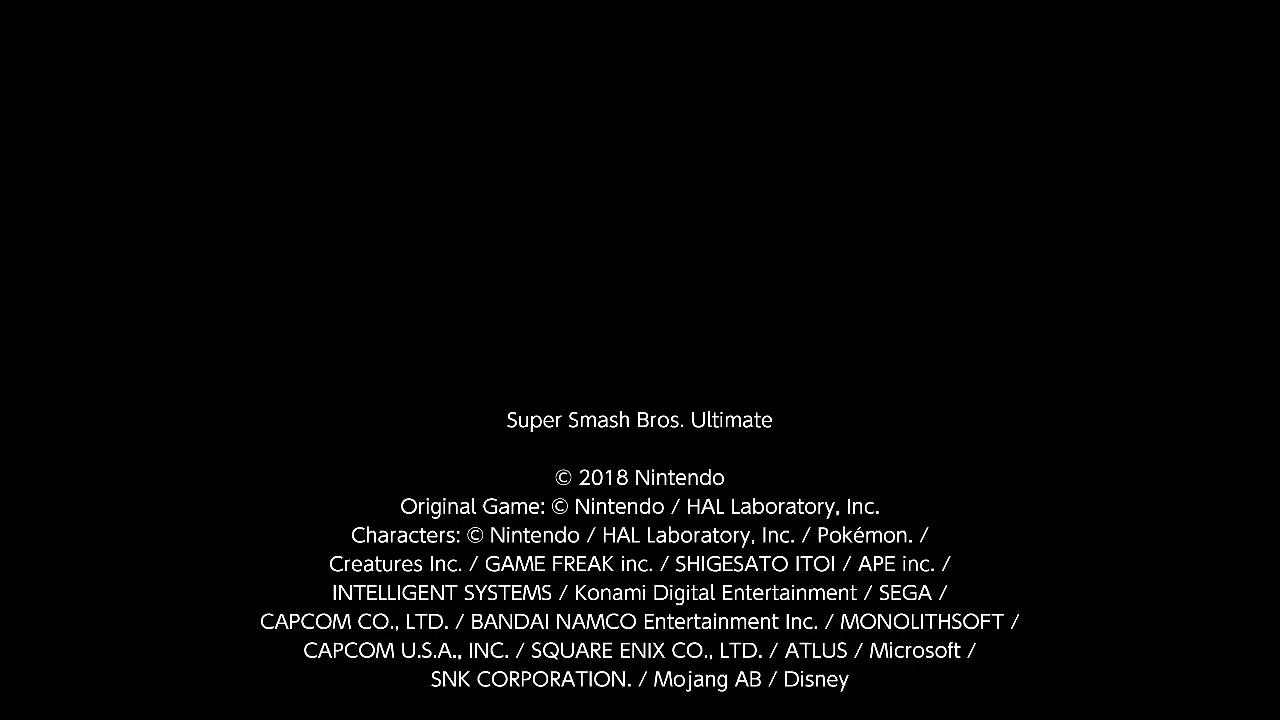 Super Smash Bros. Ultimate
© 2018 Nintendo
Original Game: © Nintendo / HAL Laboratory, Inc.
Characters: © Nintendo / HAL Laboratory, Inc. / Pokémon. /
Creatures Inc. / GAME FREAK inc. / SHIGESATO ITOI / APE inc. /
INTELLIGENT SYSTEMS / Konami Digital Entertainment / SEGA /
CAPCOM CO., LTD. / BANDAI NAMCO Entertainment Inc. / MONOLITHSOFT /
CAPCOM U.S.A., INC. / SQUARE ENIX CO., LTD. / ATLUS / Microsoft /
SNK CORPORATION. / Mojang AB / Disney